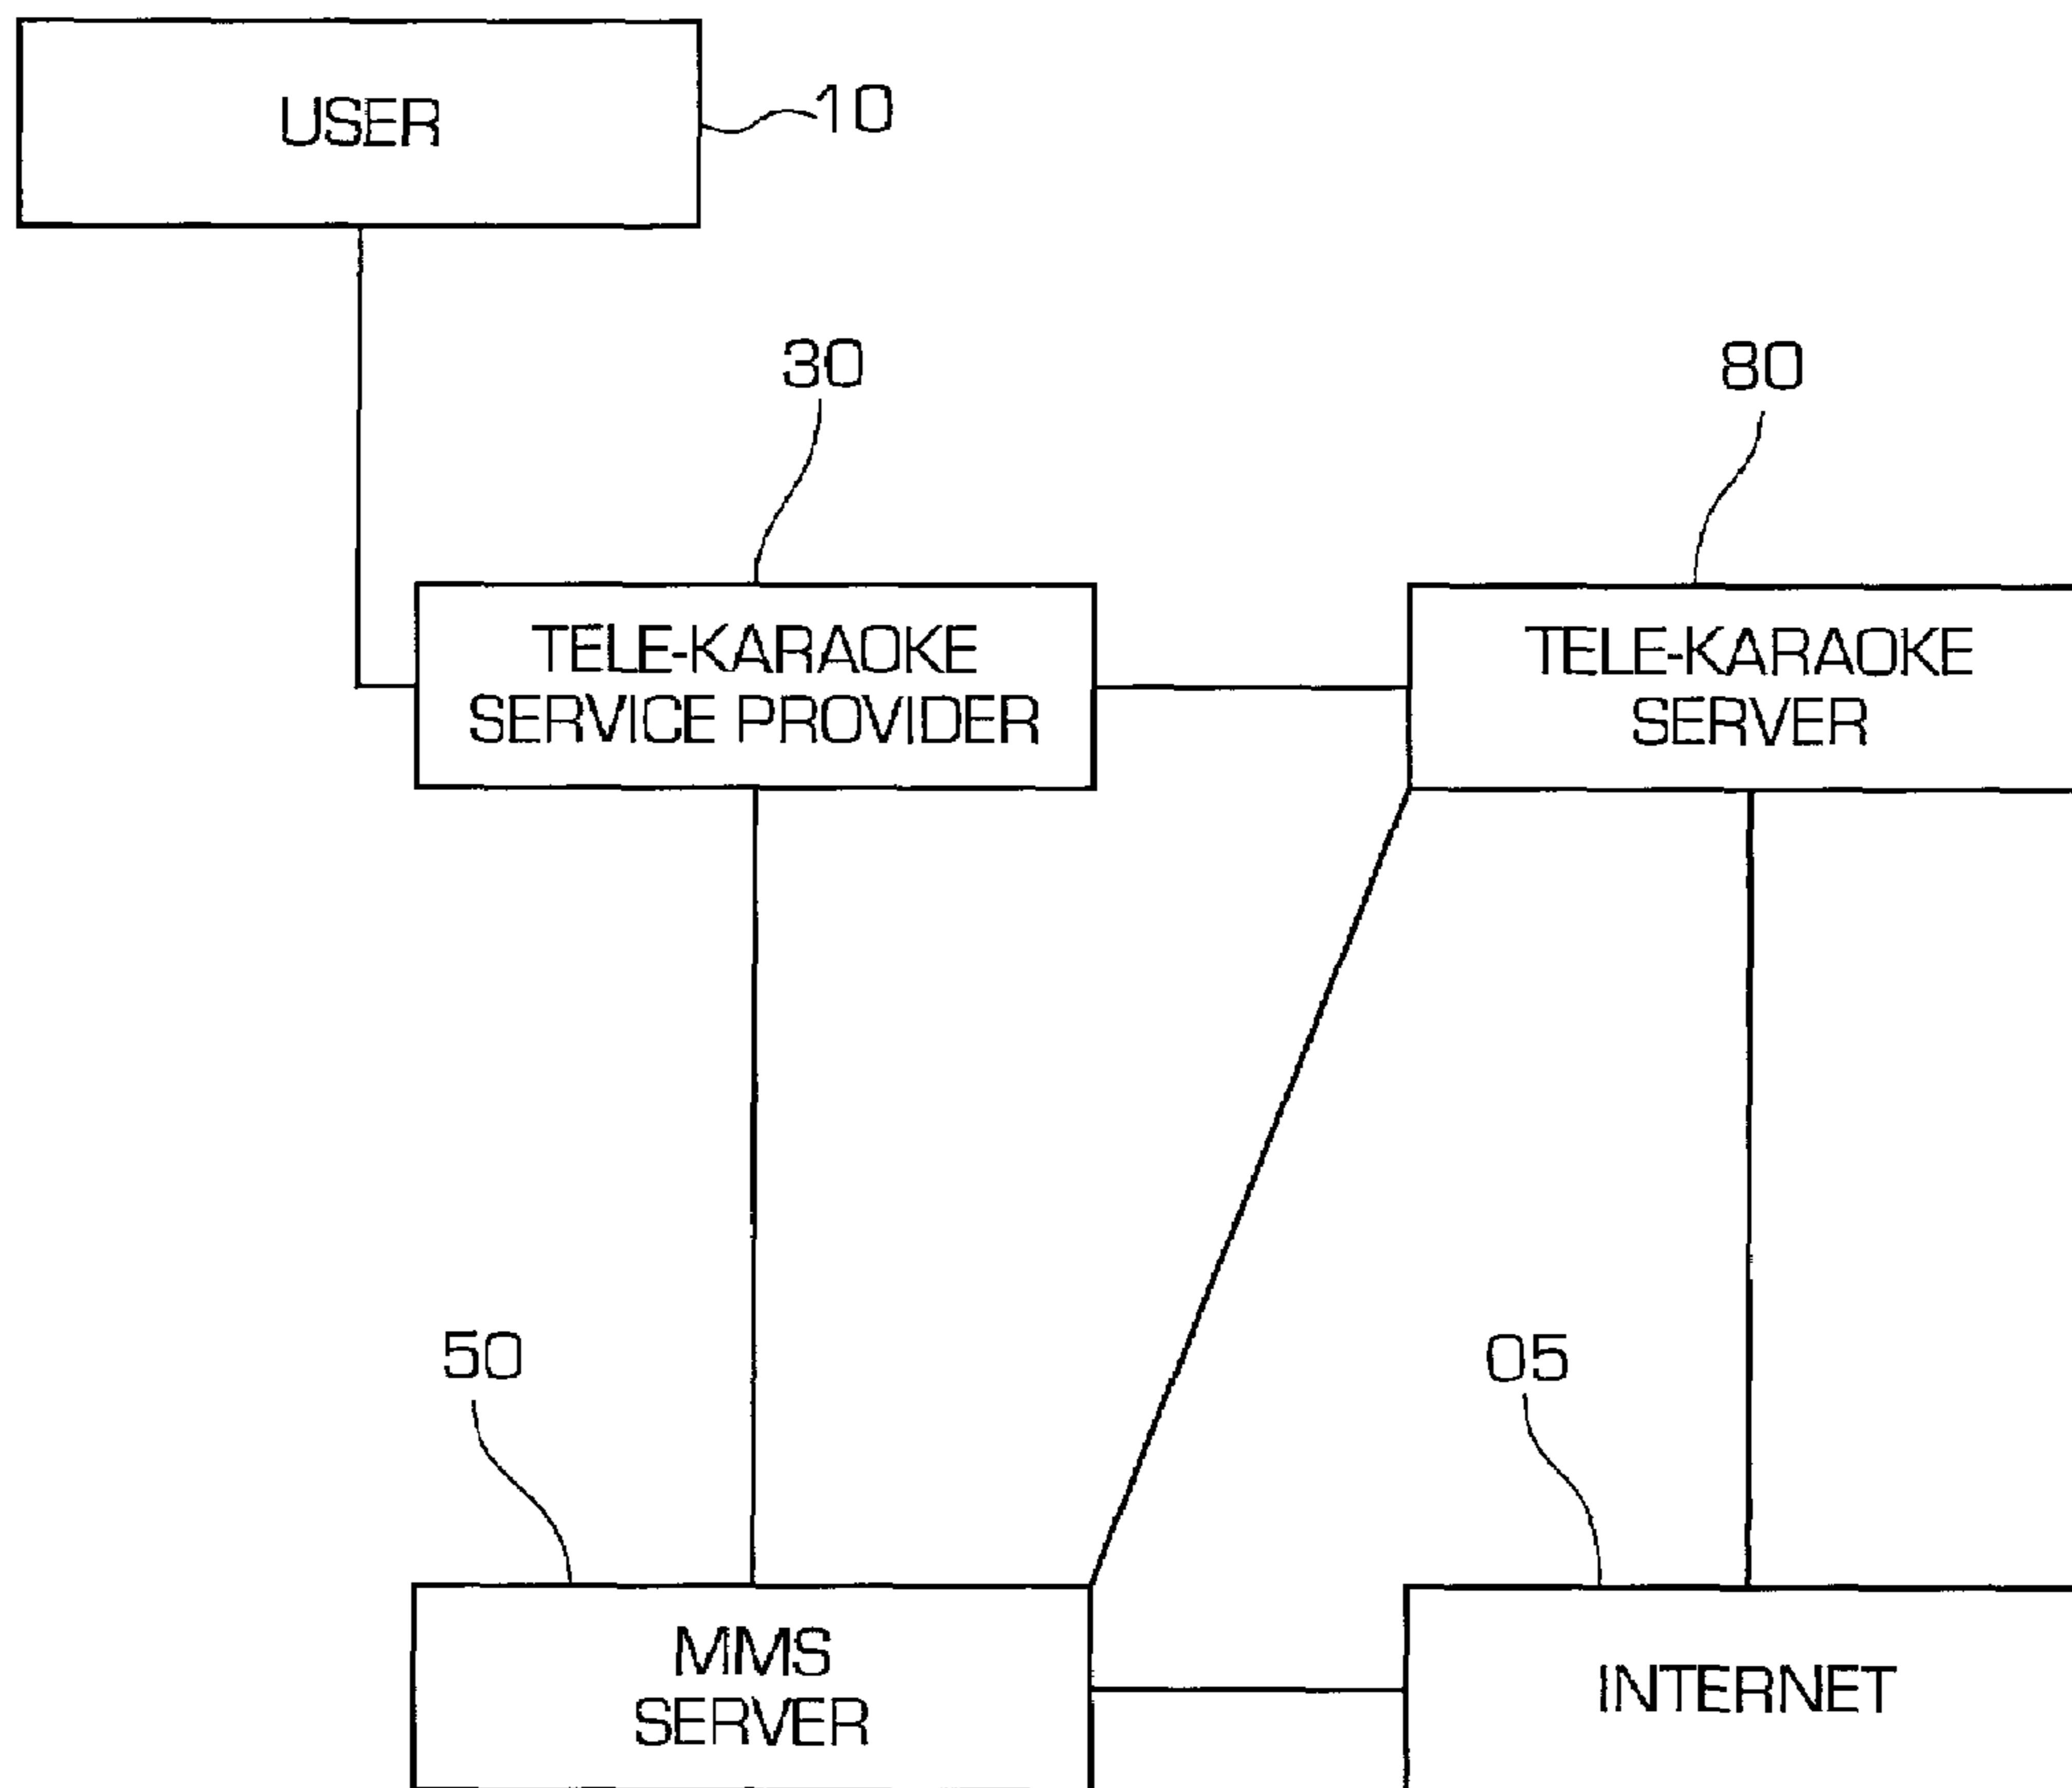 USER
10
30
80
TELE-KARAOKE
SERVICE PROVIDER
TELE-KARAOKE
SERVER
50
05
MMS
SERVER
INTERNET